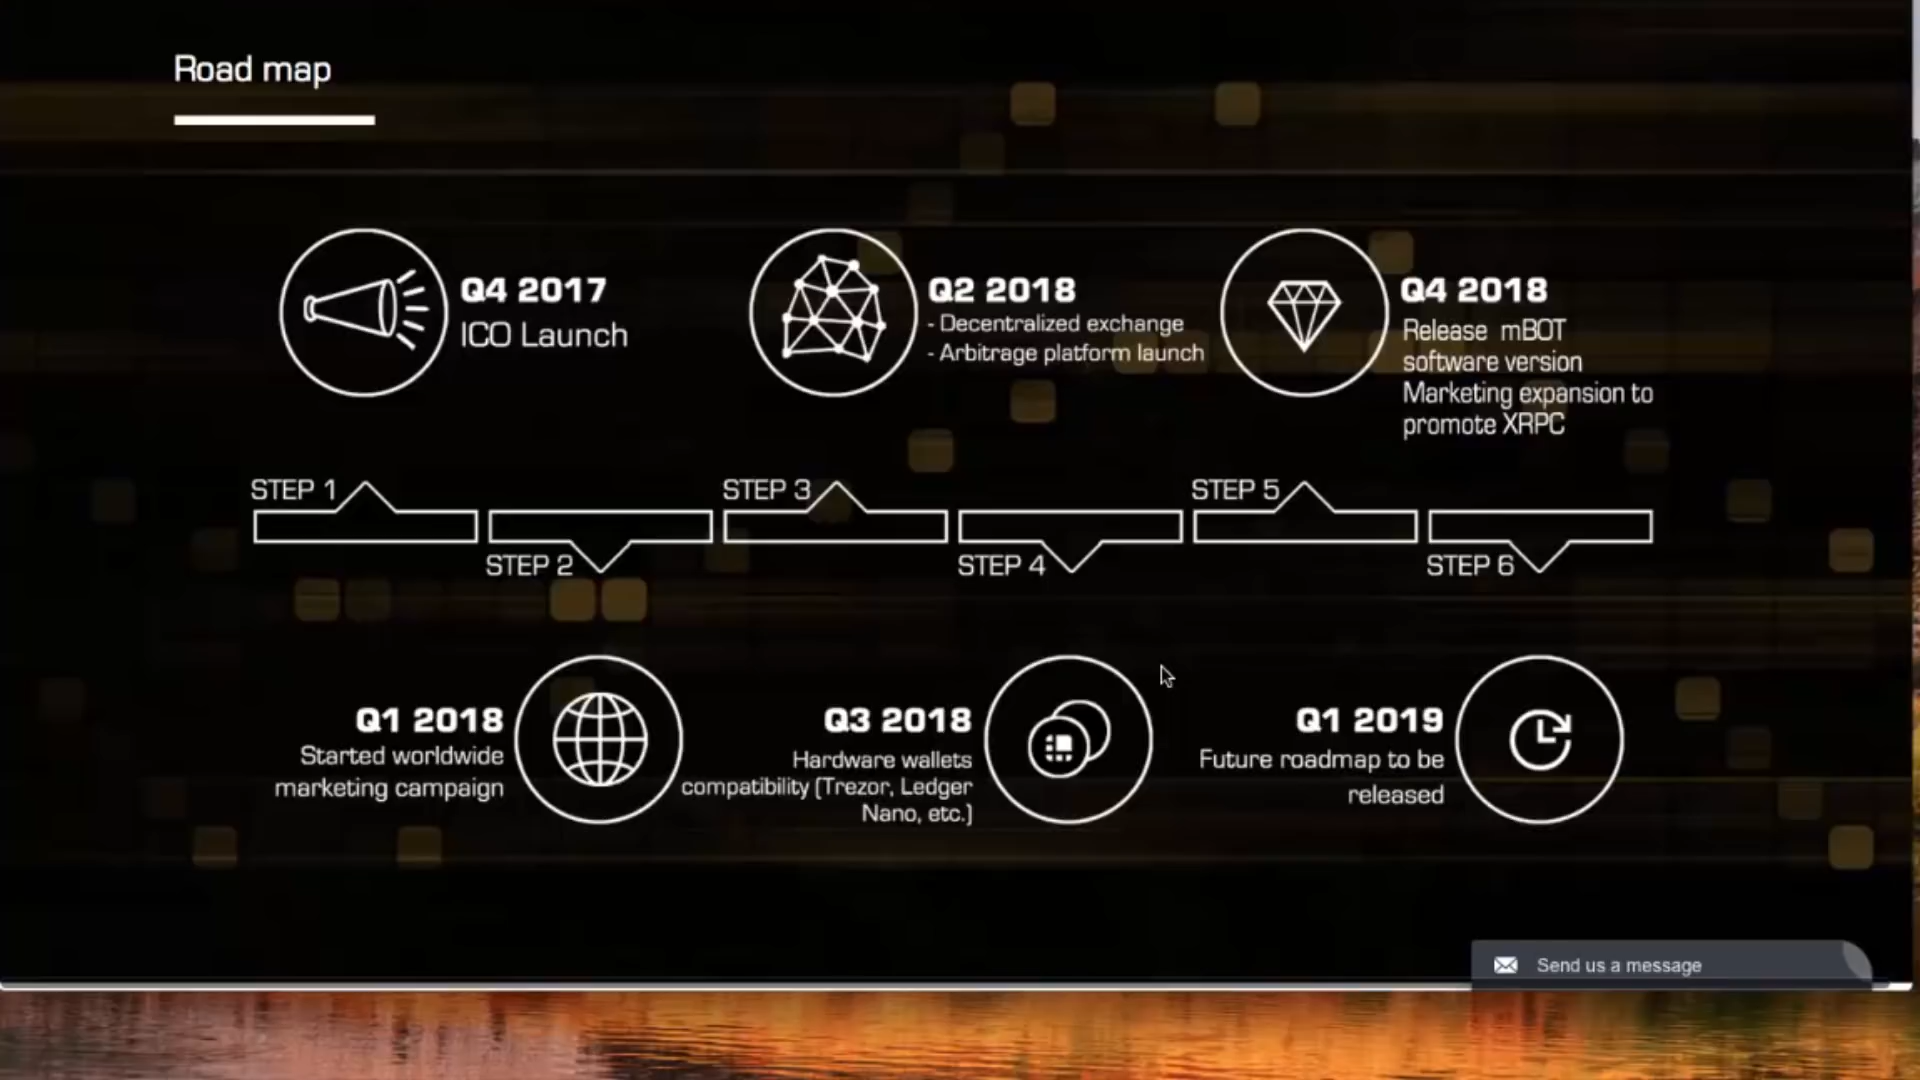 Road map
Q4 2017
ICO Launch
Q2 2018
- Decentralized exchange
- Arbitrage platform launch
Q4 2018
Release mBOT
software version
Marketing expansion to
promote XRPC
STEP 1
STEP 2
STEP 3
STEP 4
STEP 5
STEP 6
Q1 2018
Started worldwide
marketing campaign
Q3 2018
Hardware wallets
compatibility (Trezor, Ledger
Nano, etc.)
Q1 2019
Future roadmap to be
released
Send us a message